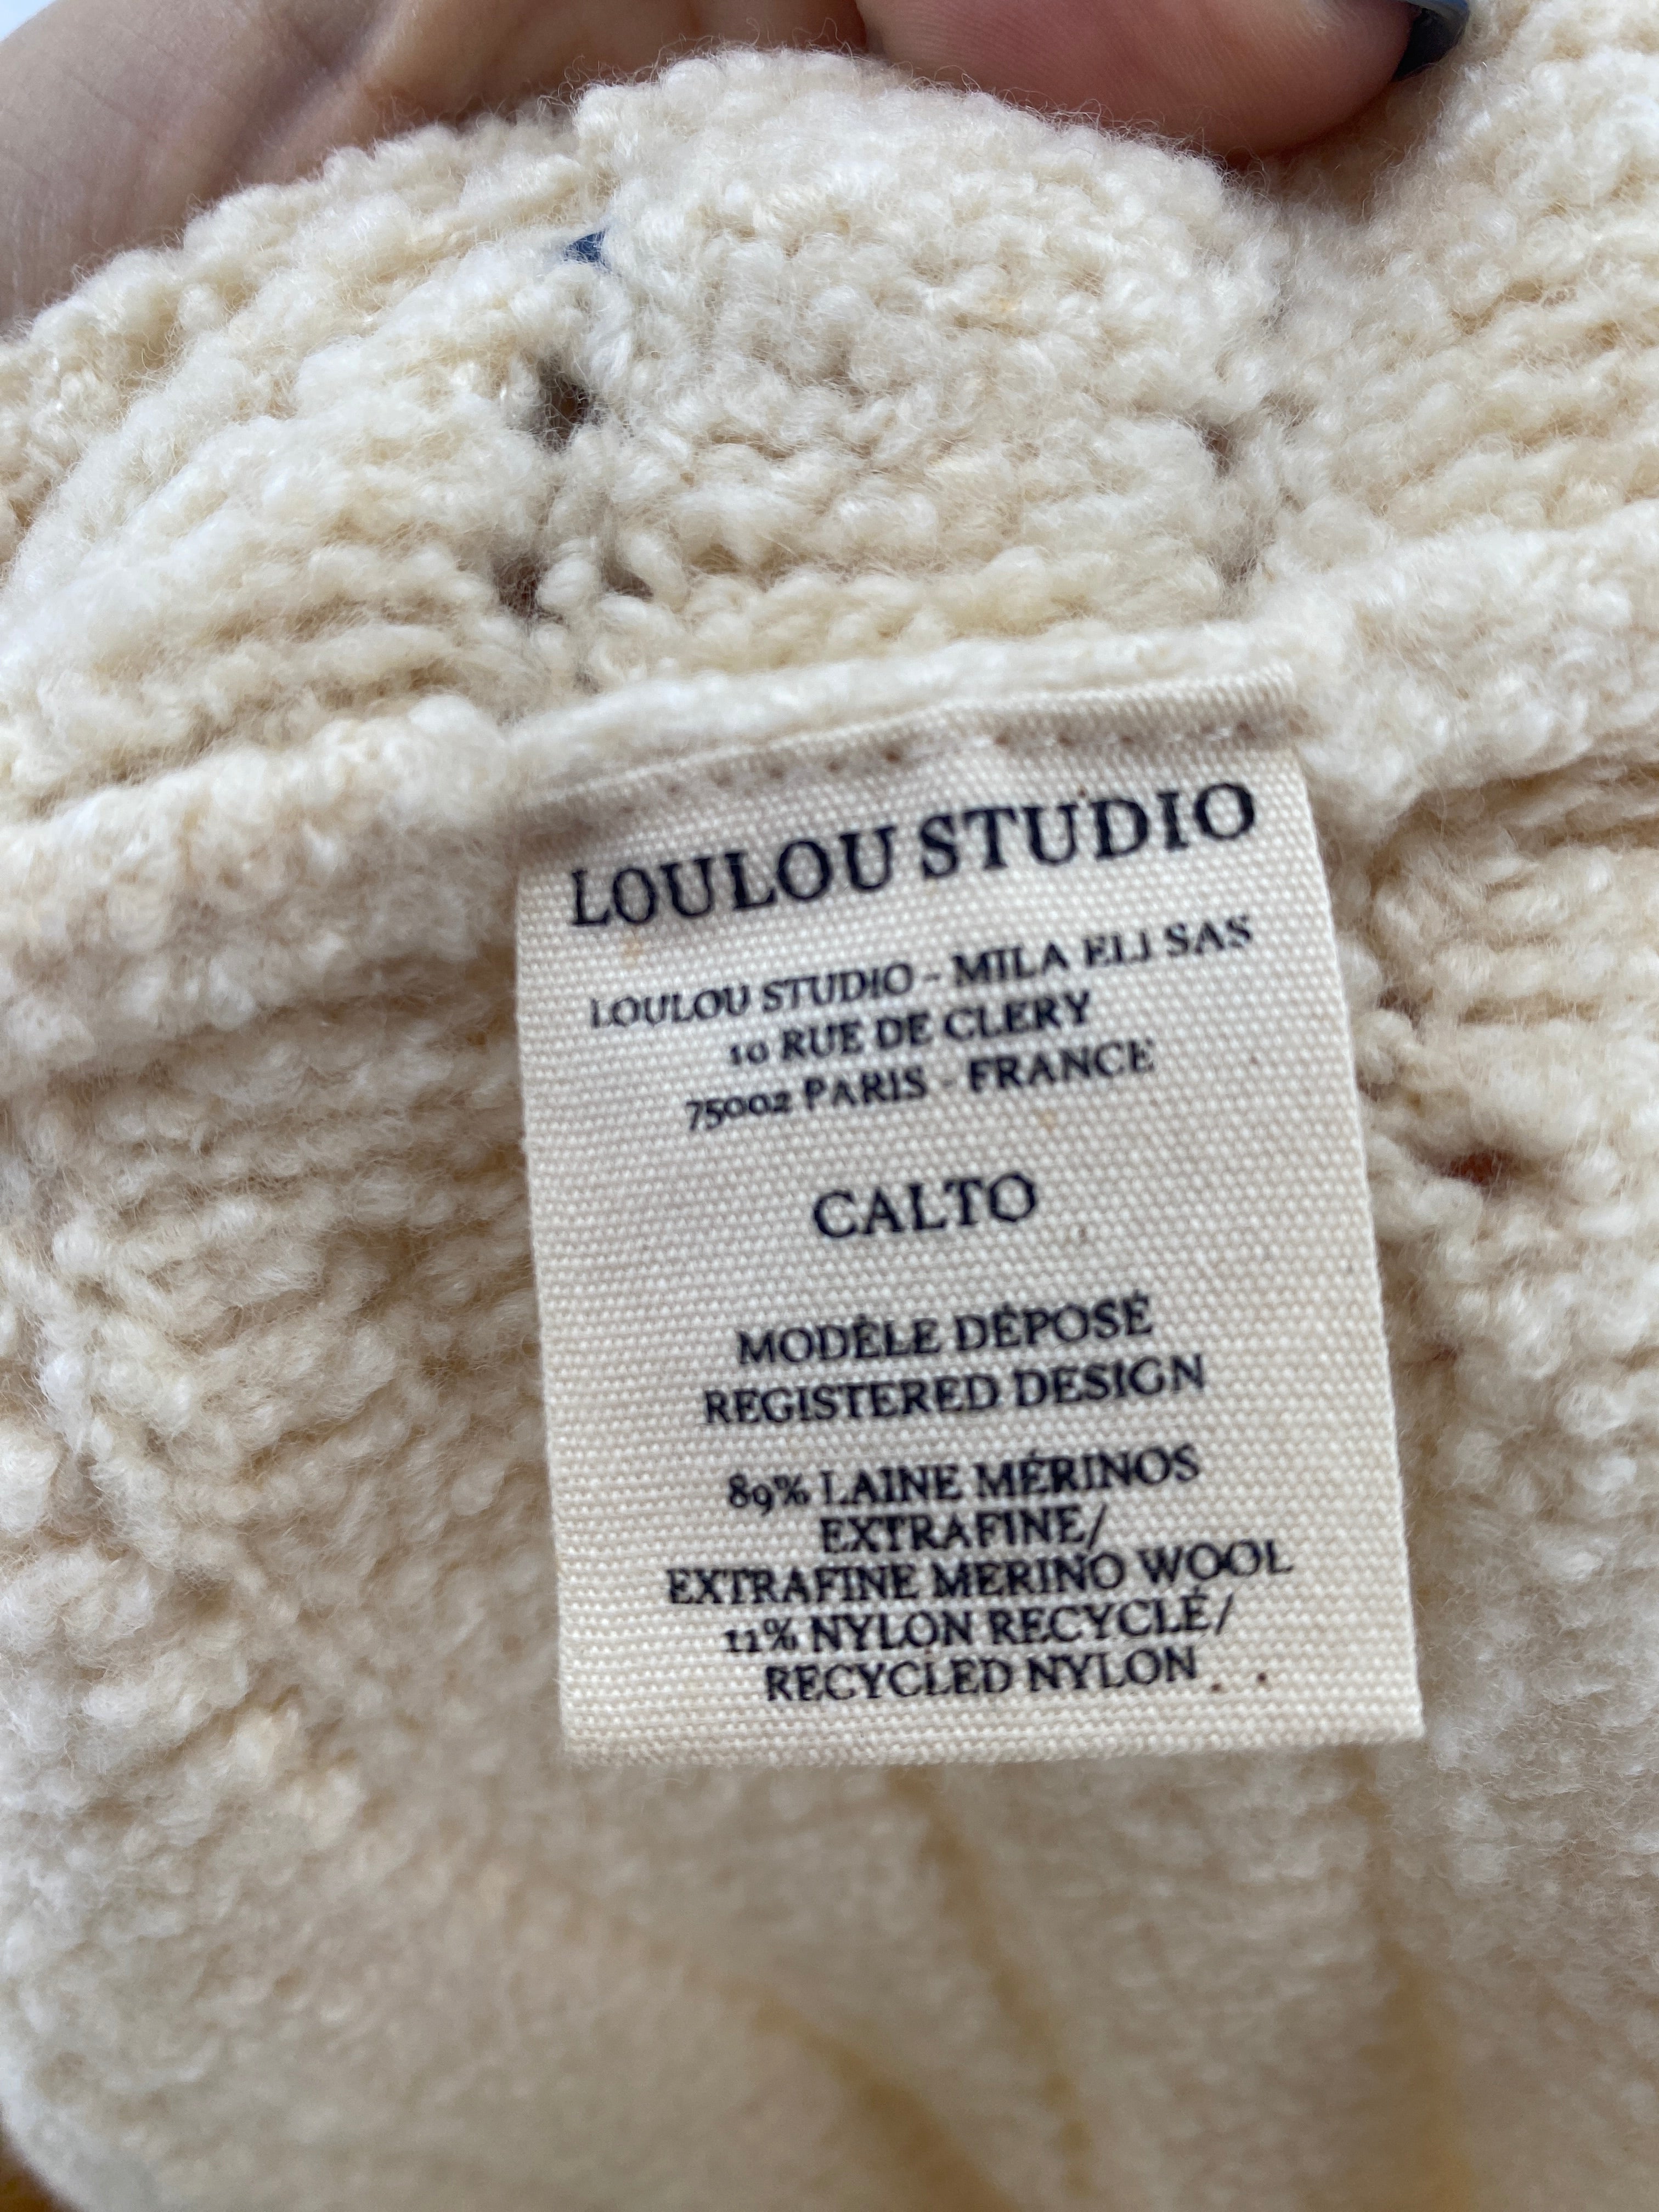 LOULOU STUDIO
LOULOU STUDIO - MILA ELI SAS
10 RUE DE CLERY
75002 PARIS - FRANCE
CALTO
MODÈLE DÉPOSÉ
REGISTERED DESIGN
89% LAINE MÉRINOS
EXTRAFINE/
EXTRAFINE MERINO WOOL
11% NYLON RECYCLÉ/
RECYCLED NYLON